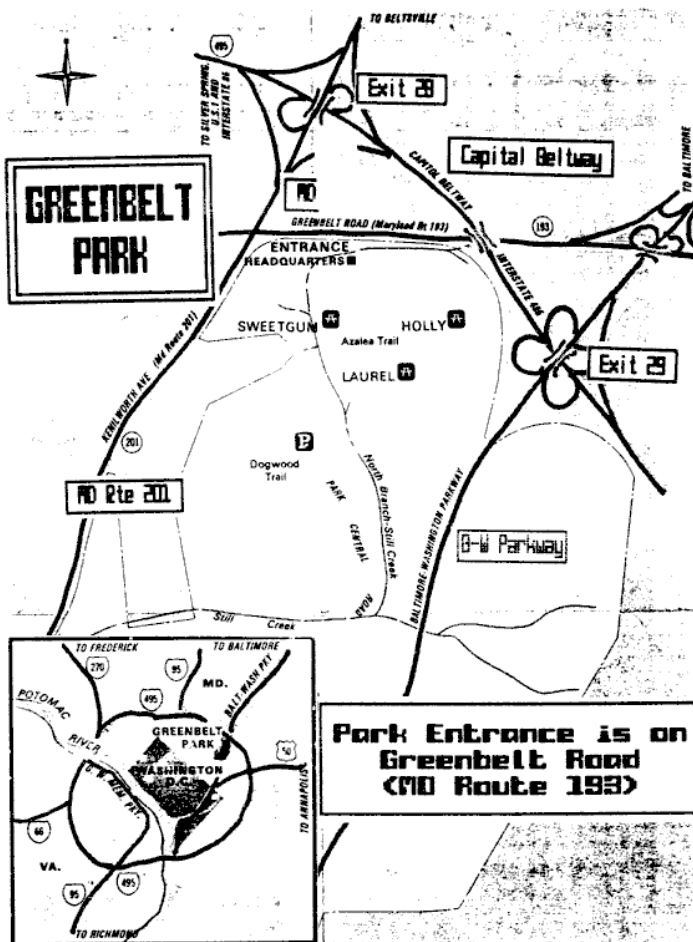 TO BELTSVILLE
495
TO SILVER SPRING,
U.S.1 AND
INTERSTATE 95
Exit 28
Capital Beltway
CAPITOL BELTWAY
TO BALTIMORE
GREENBELT
PARK
MD
GREENBELT ROAD (Maryland Rt 193)
193
ENTRANCE
HEADQUARTERS
INTERSTATE 495
SWEETGUM
HOLLY
Azalea Trail
LAUREL
Exit 29
KENILWORTH AVE (Md Route 201)
201
P
Dogwood
Trail
MD Rte 201
North Branch-Still Creek
PARK
CENTRAL
ROAD
BALTIMORE-WASHINGTON PARKWAY
B-W Parkway
Still Creek
TO FREDERICK
TO BALTIMORE
270
95
MD.
495
BALT-WASH PKY
POTOMAC
RIVER
GREENBELT
PARK
50
WASHINGTON
D.C.
G. W. MEM. PKY.
TO ANNAPOLIS
66
VA.
95
495
TO RICHMOND
Park Entrance is on
Greenbelt Road
(MD Route 193)